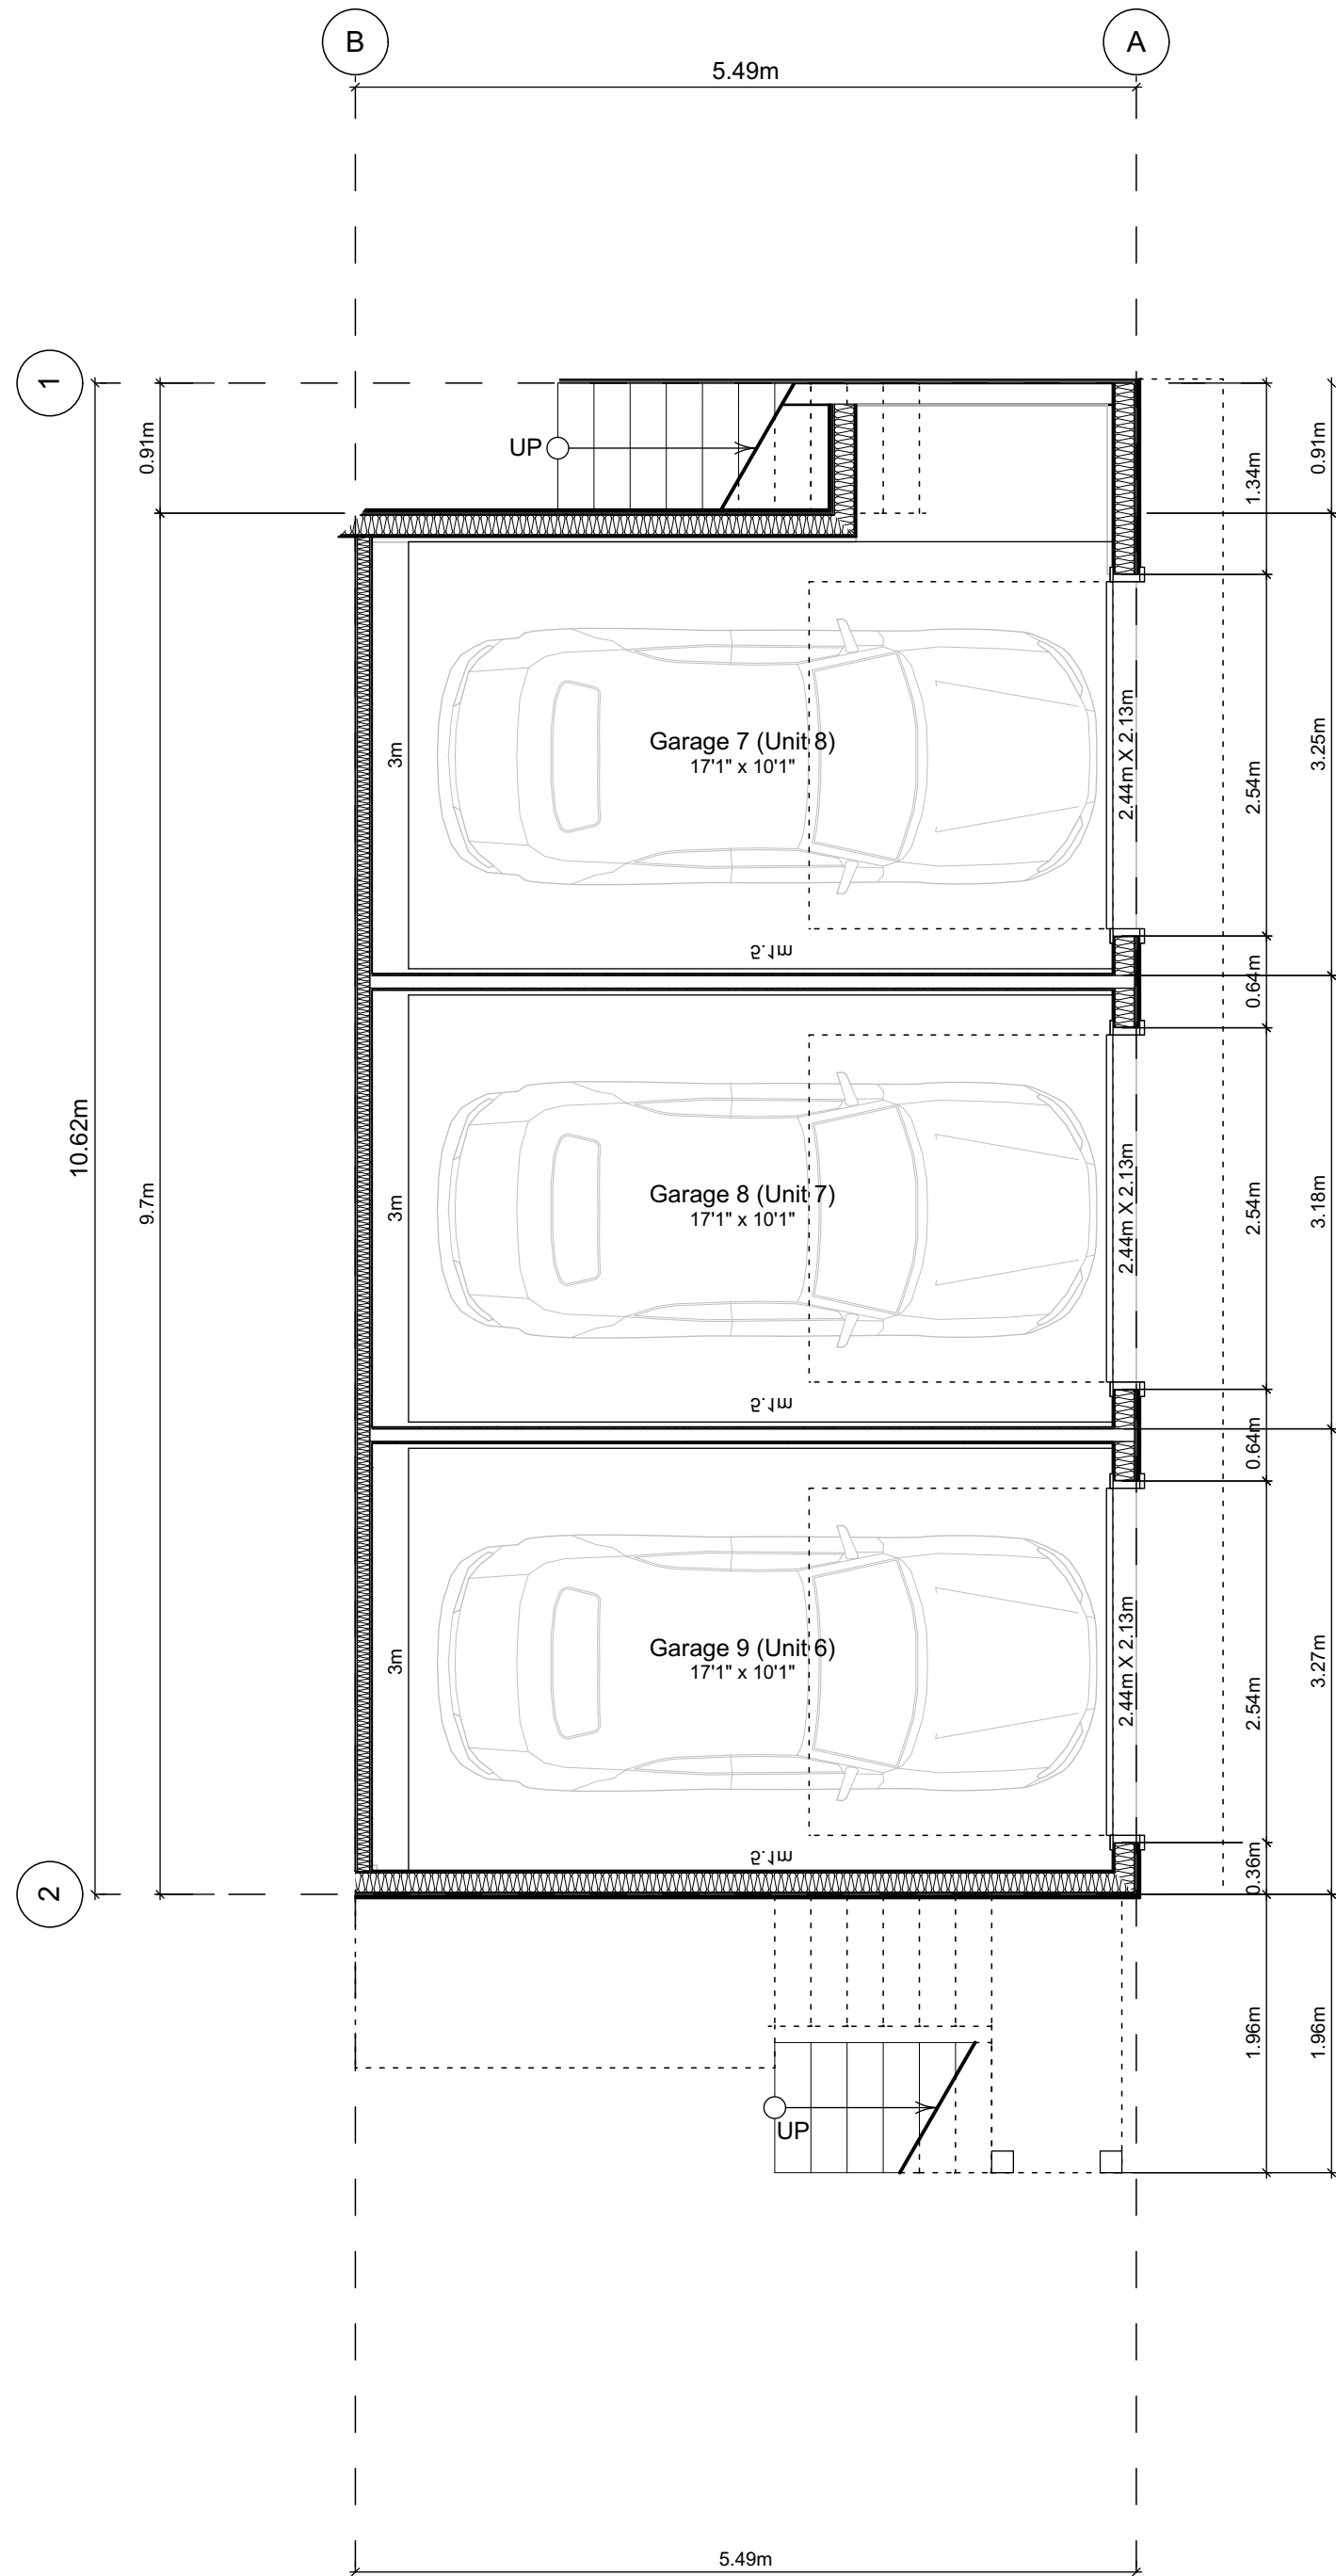 B
A
5.49m
1
0.91m
UP
1.34m
0.91m
3m
Garage 7 (Unit 8)
17'1" x 10'1"
2.44m X 2.13m
2.54m
3.25m
5.1m
0.64m
10.62m
9.7m
3m
Garage 8 (Unit 7)
17'1" x 10'1"
2.44m X 2.13m
2.54m
3.18m
5.1m
0.64m
3m
Garage 9 (Unit 6)
17'1" x 10'1"
2.44m X 2.13m
2.54m
3.27m
5.1m
0.36m
2
UP
1.96m
1.96m
5.49m